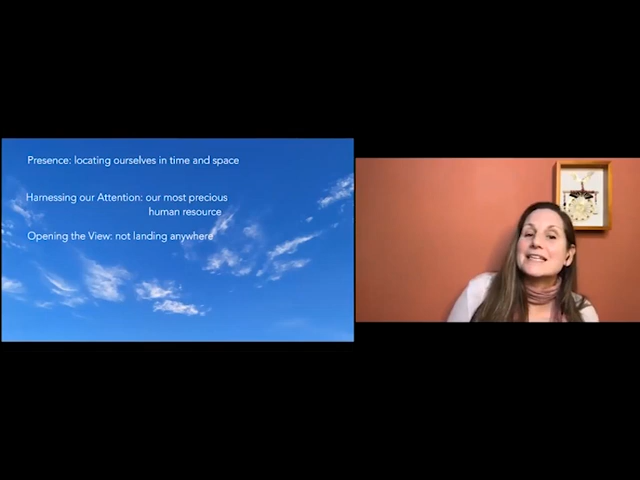 Presence: locating ourselves in time and space
Harnessing our Attention: our most precious
human resource
Opening the View: not landing anywhere